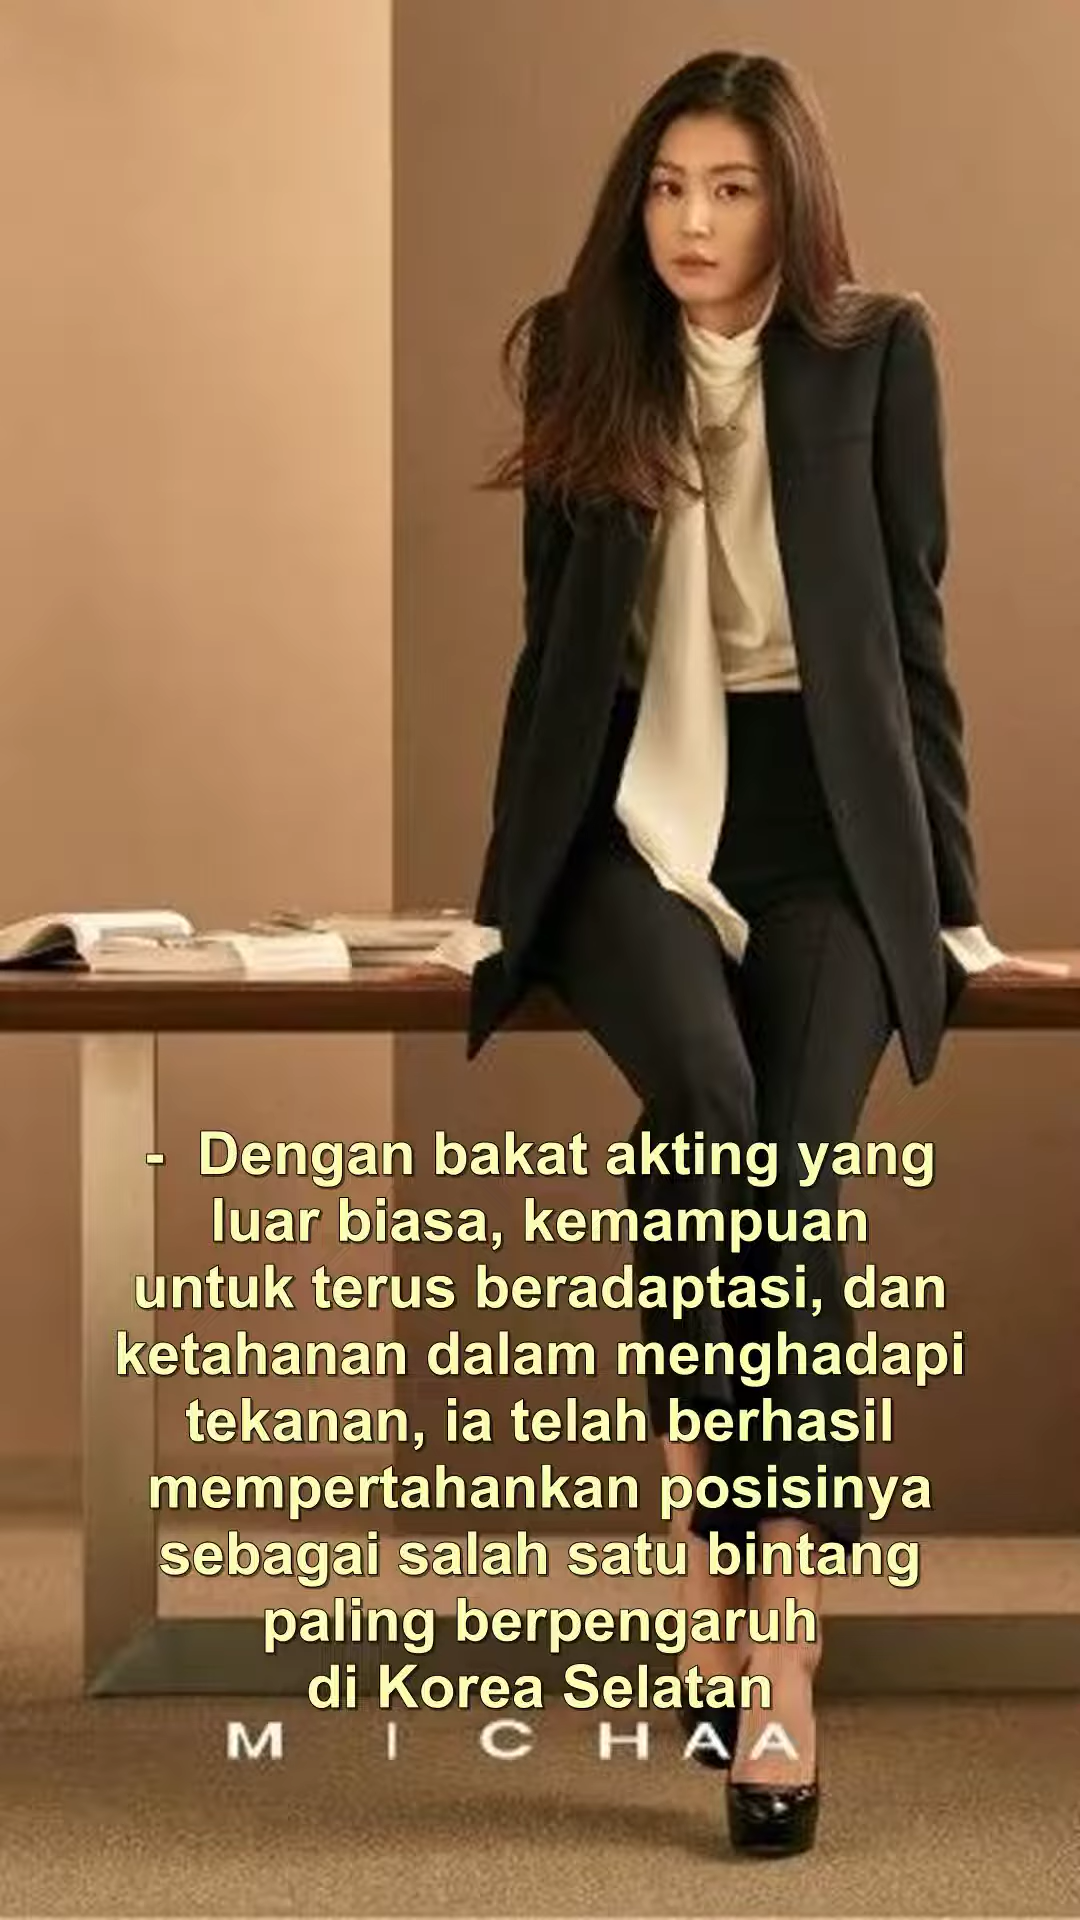 - Dengan bakat akting yang
luar biasa, kemampuan
untuk terus beradaptasi, dan
ketahanan dalam menghadapi
tekanan, ia telah berhasil
mempertahankan posisinya
sebagai salah satu bintang
paling berpengaruh
di Korea Selatan
MICHAA